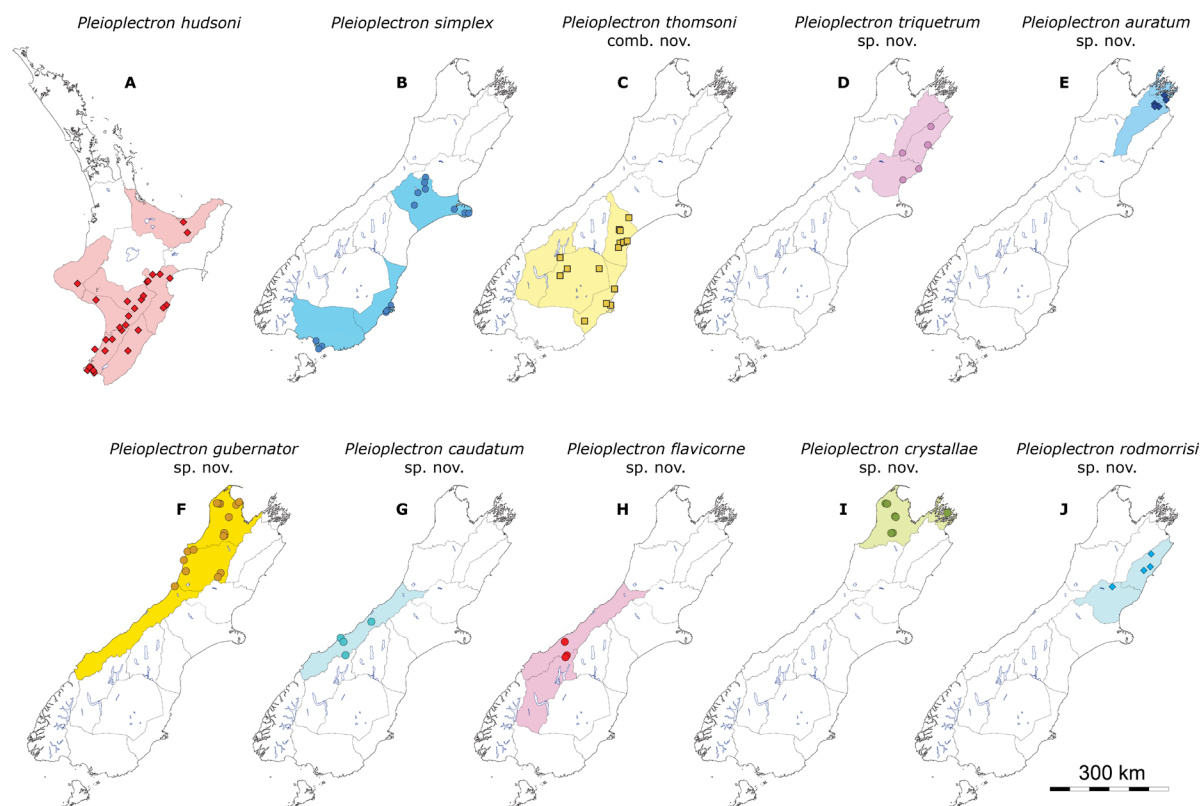 Pleioplectron hudsoni
Pleioplectron simplex
Pleioplectron thomsoni
comb. nov.
Pleioplectron triquetrum
sp. nov.
Pleioplectron auratum
sp. nov.
A
B
C
D
E
Pleioplectron gubernator
sp. nov.
Pleioplectron caudatum
sp. nov.
Pleioplectron flavicorne
sp. nov.
Pleioplectron crystallae
sp. nov.
Pleioplectron rodmorrisi
sp. nov.
F
G
H
I
J
300 km